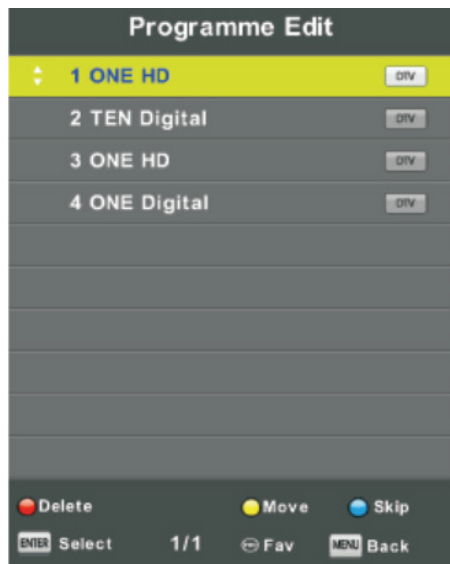 Programme Edit
1 ONE HD DTV
2 TEN Digital DTV
3 ONE HD DTV
4 ONE Digital DTV
Delete Move Skip
ENTER Select 1/1 Fav MENU Back